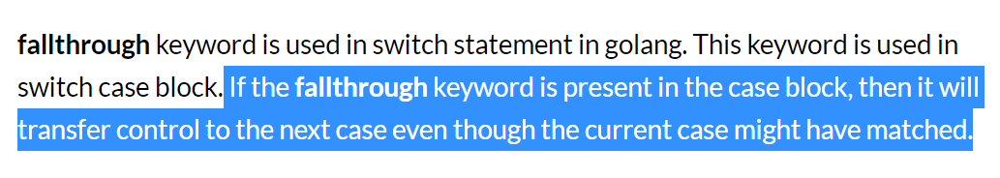 fallthrough keyword is used in switch statement in golang. This keyword is used in
switch case block. If the fallthrough keyword is present in the case block, then it will
transfer control to the next case even though the current case might have matched.